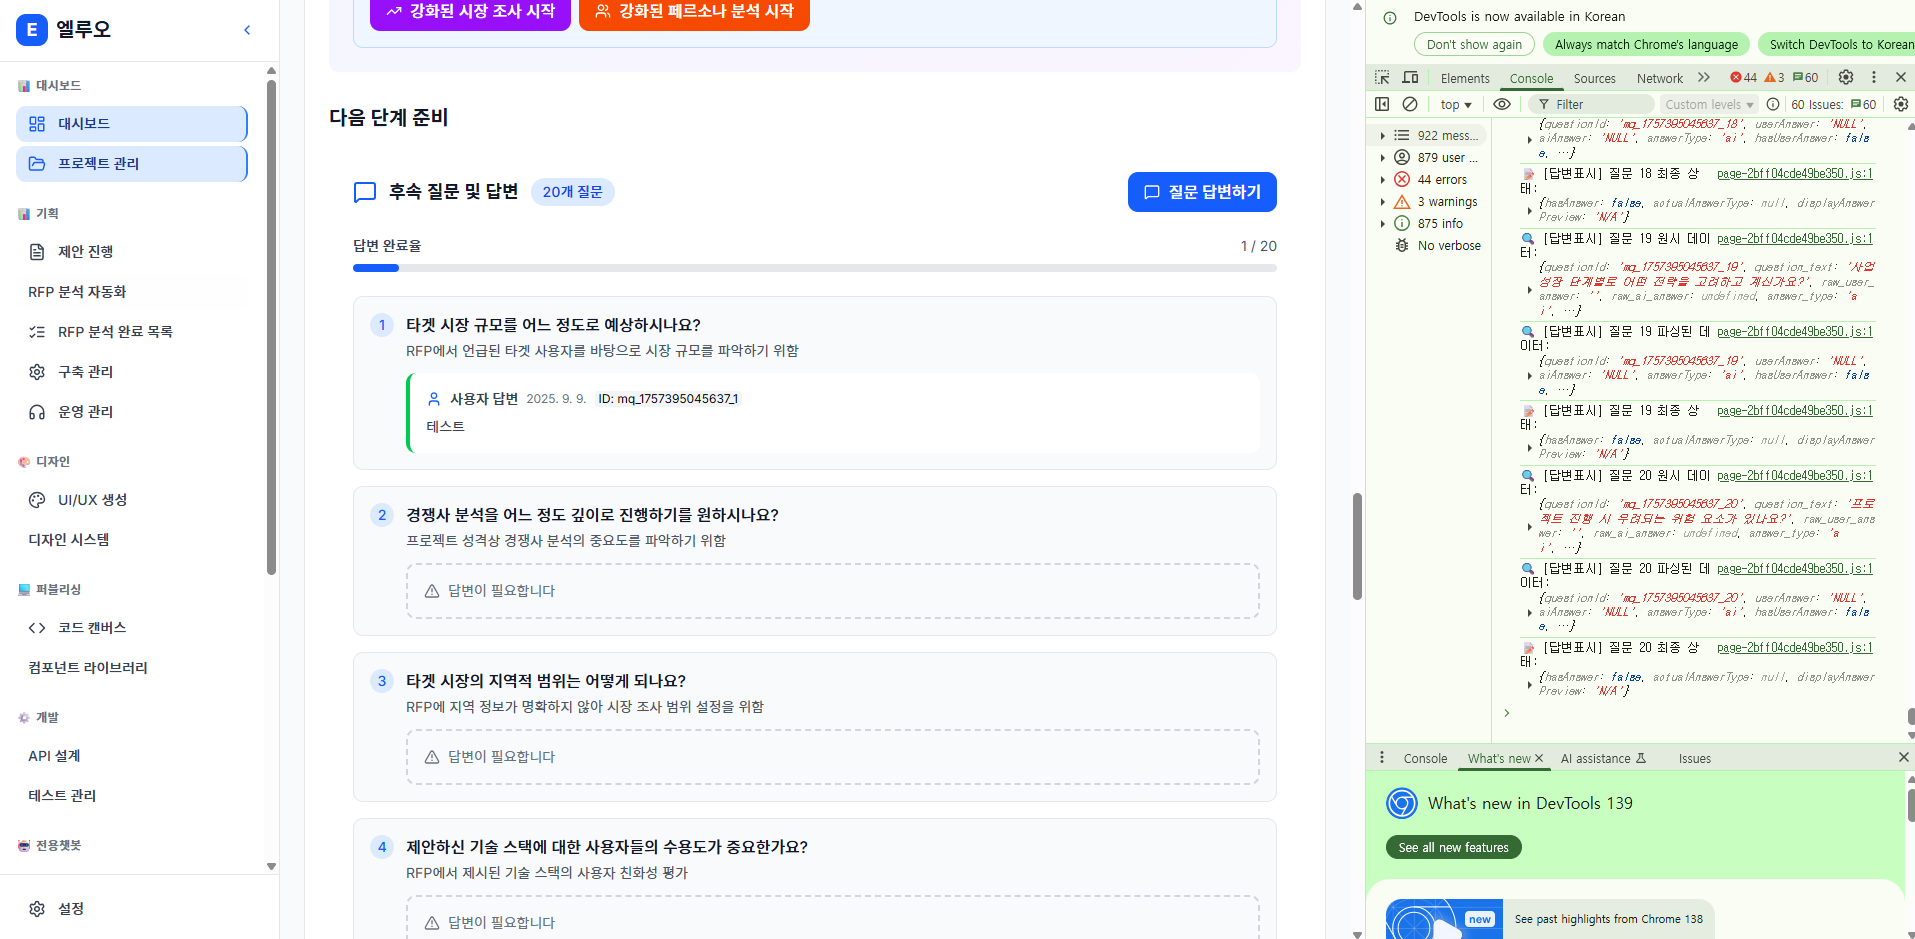 E 엘루오
대시보드
대시보드
프로젝트 관리
기획
제안 진행
RFP 분석 자동화
RFP 분석 완료 목록
구축 관리
운영 관리
디자인
UI/UX 생성
디자인 시스템
퍼블리싱
코드 캔버스
컴포넌트 라이브러리
개발
API 설계
테스트 관리
전용챗봇
설정
강화된 시장 조사 시작
강화된 페르소나 분석 시작
다음 단계 준비
후속 질문 및 답변 20개 질문
질문 답변하기
답변 완료율 1 / 20
1 타겟 시장 규모를 어느 정도로 예상하시나요?
RFP에서 언급된 타겟 사용자를 바탕으로 시장 규모를 파악하기 위함
사용자 답변 2025. 9. 9. ID: mq_1757395045637_1
테스트
2 경쟁사 분석을 어느 정도 깊이로 진행하기를 원하시나요?
프로젝트 성격상 경쟁사 분석의 중요도를 파악하기 위함
답변이 필요합니다
3 타겟 시장의 지역적 범위는 어떻게 되나요?
RFP에 지역 정보가 명확하지 않아 시장 조사 범위 설정을 위함
답변이 필요합니다
4 제안하신 기술 스택에 대한 사용자들의 수용도가 중요한가요?
RFP에서 제시된 기술 스택의 사용자 친화성 평가
답변이 필요합니다
DevTools is now available in Korean
Don't show again
Always match Chrome's language
Switch DevTools to Korean
Elements Console Sources Network 44 3 60
top Filter Custom levels 60 Issues: 60
922 mess...
879 user ...
44 errors
3 warnings
875 info
No verbose
{questionId: 'mq_1757395045637_18', userAnswer: 'NULL',
aiAnswer: 'NULL', answerType: 'ai', hasUserAnswer: fals
e, …}
[답변표시] 질문 18 최종 상 page-2bff04cde49be350.js:1
태:
{hasAnswer: false, actualAnswerType: null, displayAnswer
Preview: 'N/A'}
[답변표시] 질문 19 원시 데이 page-2bff04cde49be350.js:1
터:
{questionId: 'mq_1757395045637_19', question_text: '사업
성장 단계별로 어떤 전략을 고려하고 계신가요?', raw_user_
answer: '', raw_ai_answer: undefined, answer_type: 'a
i', …}
[답변표시] 질문 19 파싱된 데 page-2bff04cde49be350.js:1
이터:
{questionId: 'mq_1757395045637_19', userAnswer: 'NULL',
aiAnswer: 'NULL', answerType: 'ai', hasUserAnswer: fals
e, …}
[답변표시] 질문 19 최종 상 page-2bff04cde49be350.js:1
태:
{hasAnswer: false, actualAnswerType: null, displayAnswer
Preview: 'N/A'}
[답변표시] 질문 20 원시 데이 page-2bff04cde49be350.js:1
터:
{questionId: 'mq_1757395045637_20', question_text: '프로
젝트 진행 시 우려되는 위험 요소가 있나요?', raw_user_ans
wer: '', raw_ai_answer: undefined, answer_type: 'a
i', …}
[답변표시] 질문 20 파싱된 데 page-2bff04cde49be350.js:1
이터:
{questionId: 'mq_1757395045637_20', userAnswer: 'NULL',
aiAnswer: 'NULL', answerType: 'ai', hasUserAnswer: fals
e, …}
[답변표시] 질문 20 최종 상 page-2bff04cde49be350.js:1
태:
{hasAnswer: false, actualAnswerType: null, displayAnswer
Preview: 'N/A'}
Console What's new AI assistance Issues
What's new in DevTools 139
See all new features
new
See past highlights from Chrome 138